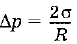 Δp = 2σ / R